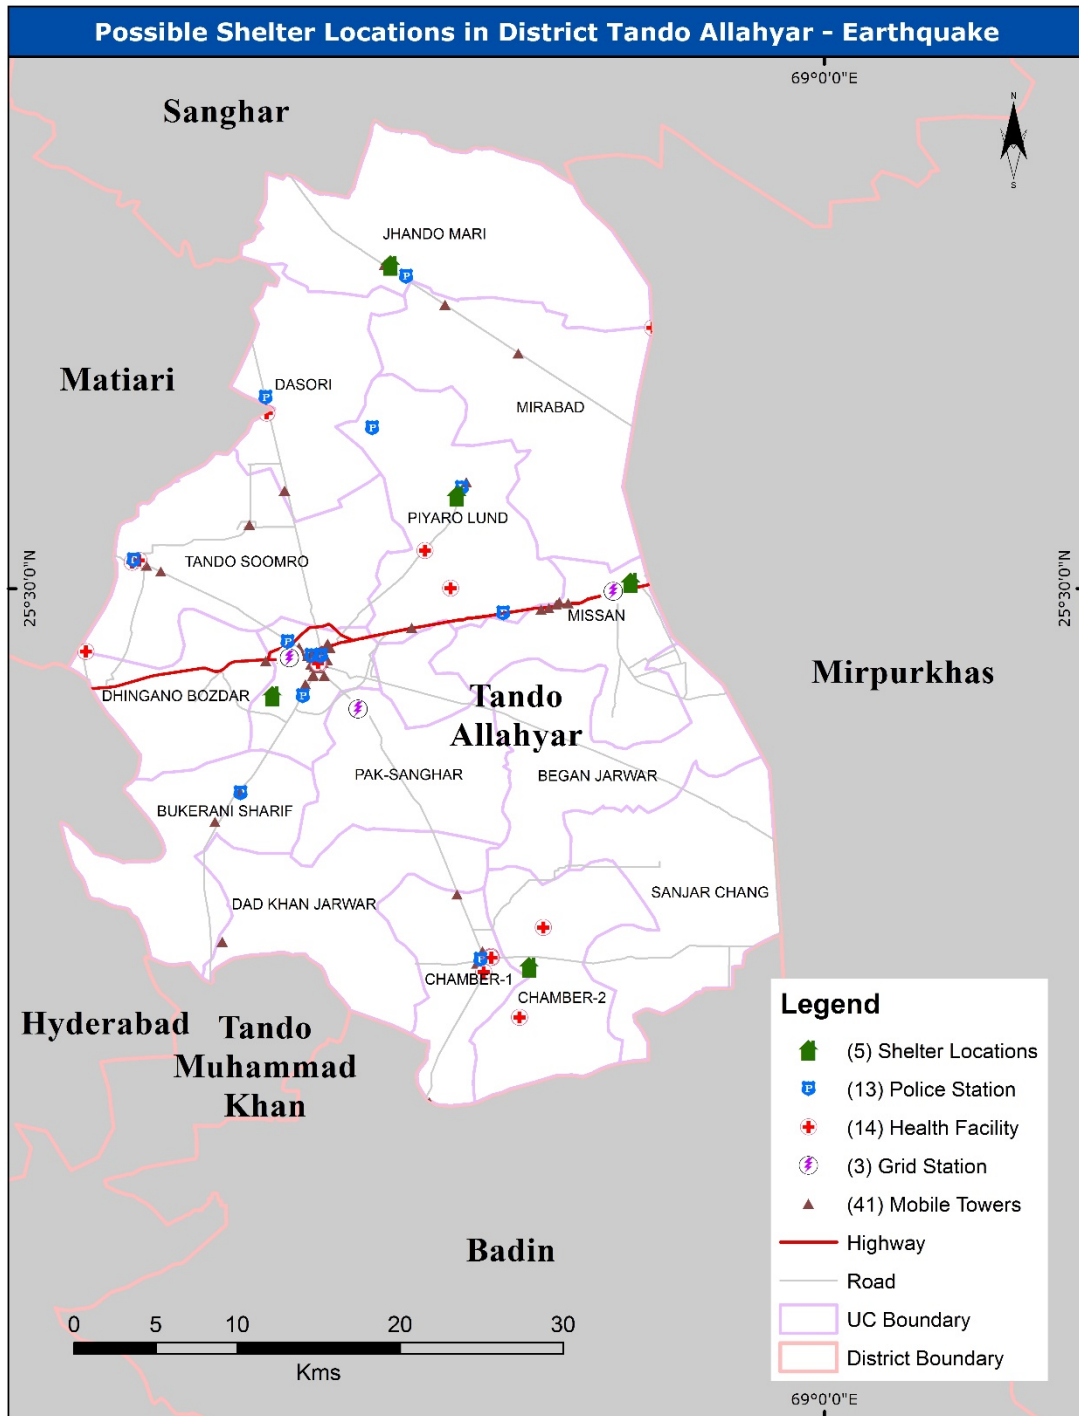 Possible Shelter Locations in District Tando Allahyar - Earthquake
69°0'0"E
Sanghar
N
S
JHANDO MARI
Matiari
DASORI
MIRABAD
PIYARO LUND
TANDO SOOMRO
25°30'0"N
25°30'0"N
MISSAN
Mirpurkhas
DHINGANO BOZDAR
Tando
Allahyar
PAK-SANGHAR
BEGAN JARWAR
BUKERANI SHARIF
DAD KHAN JARWAR
SANJAR CHANG
CHAMBER-1
CHAMBER-2
Hyderabad
Tando
Muhammad
Khan
Badin
Legend
(5) Shelter Locations
P
(13) Police Station
(14) Health Facility
(3) Grid Station
(41) Mobile Towers
Highway
Road
UC Boundary
District Boundary
0 5 10 20 30
Kms
69°0'0"E